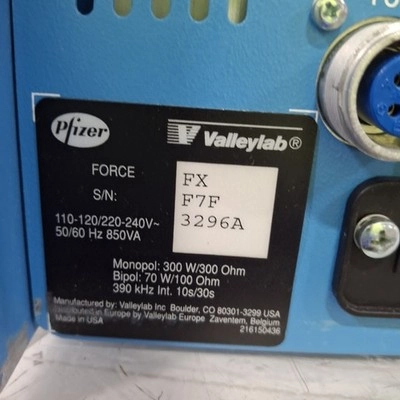 Pfizer
Valleylab®
FORCE FX
S/N: F7F
3296A
110-120/220-240V~
50/60 Hz 850VA
Monopol: 300 W/300 Ohm
Bipol: 70 W/100 Ohm
390 kHz Int. 10s/30s
Manufactured by: Valleylab Inc Boulder, CO 80301-3299 USA
Distributed in Europe by Valleylab Europe Zaventem, Belgium
Made in USA
216150436